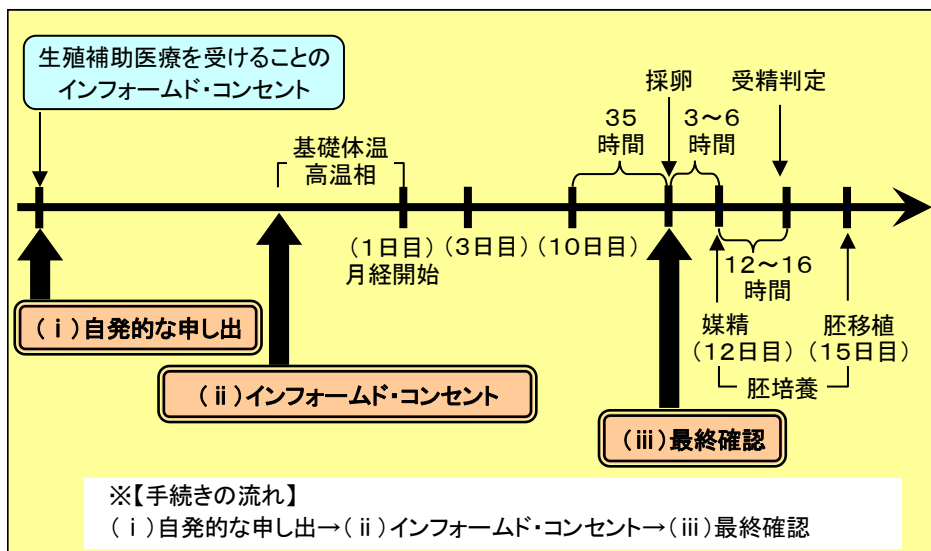 生殖補助医療を受けることの
インフォームド・コンセント
採卵
受精判定
35
時間
3～6
時間
基礎体温
高温相
(1日目)
月経開始
(3日目)
(10日目)
12～16
時間
(ⅰ)自発的な申し出
媒精
(12日目)
胚移植
(15日目)
胚培養
(ⅱ)インフォームド・コンセント
(ⅲ)最終確認
※【手続きの流れ】
(ⅰ)自発的な申し出→(ⅱ)インフォームド・コンセント→(ⅲ)最終確認